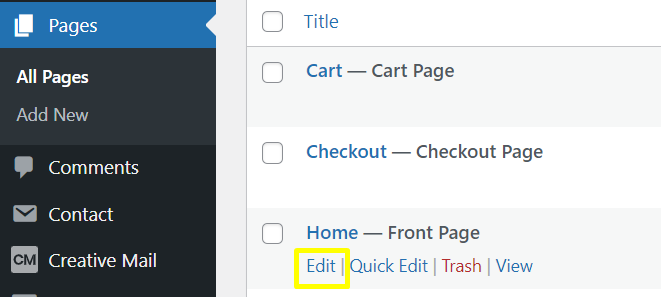 Pages
All Pages
Add New
Comments
Contact
CM Creative Mail
Title
Cart — Cart Page
Checkout — Checkout Page
Home — Front Page
Edit | Quick Edit | Trash | View